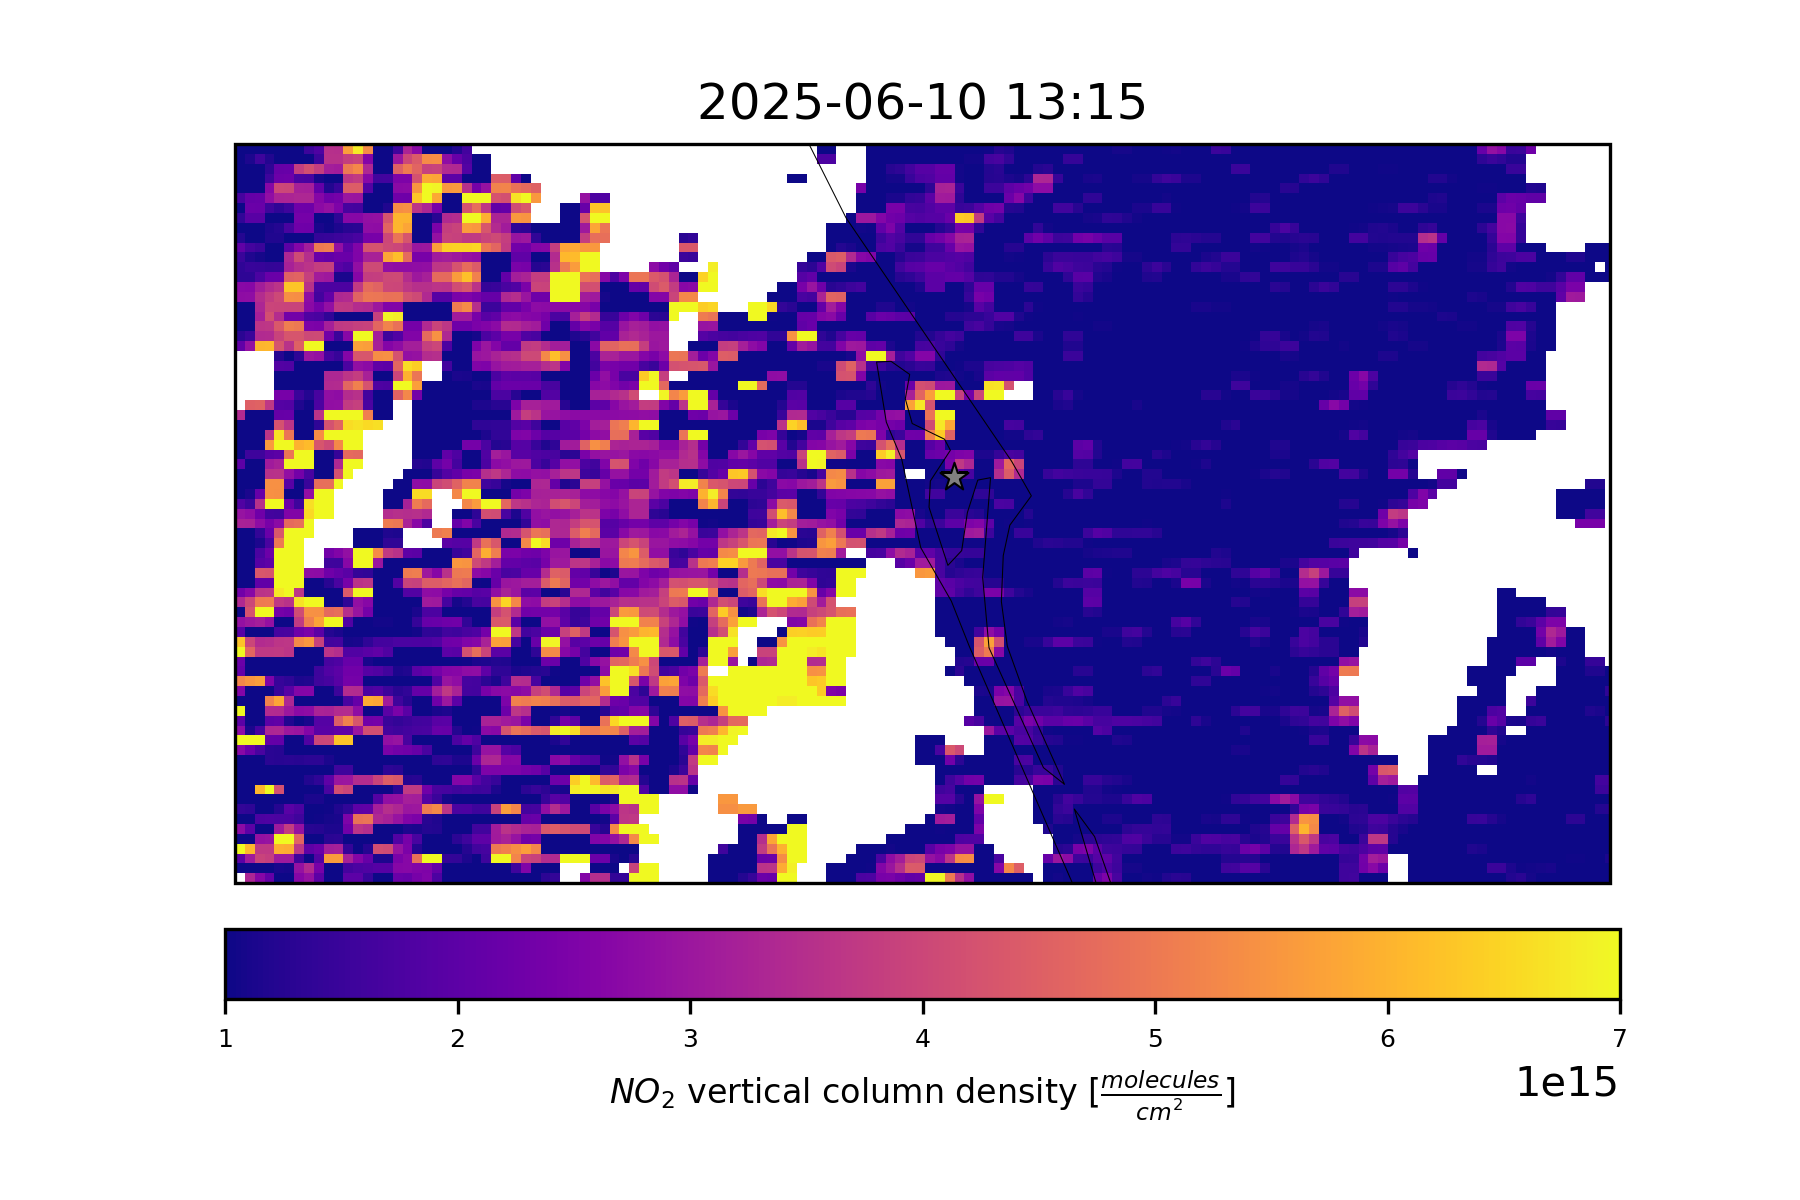 2025-06-10 13:15
1 2 3 4 5 6 7
1e15
NO2 vertical column density [molecules/cm2]